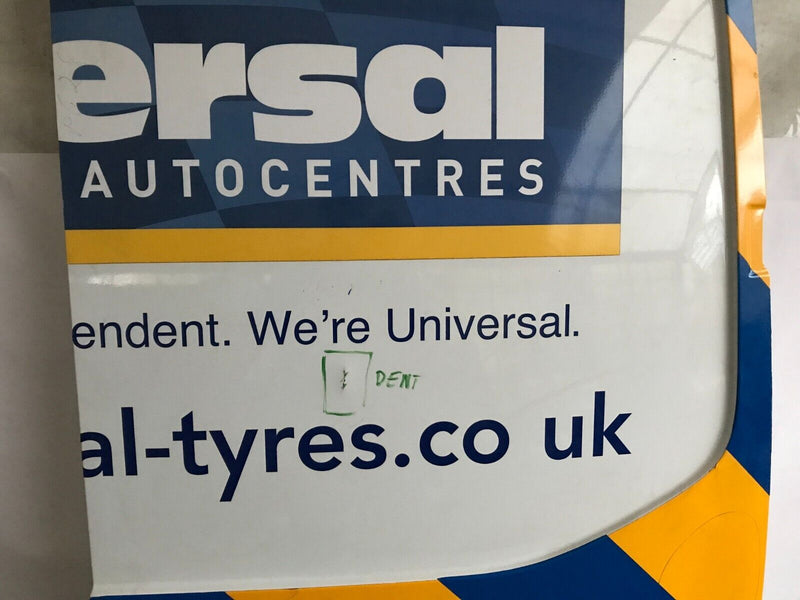 ersal
AUTOCENTRES
endent. We're Universal.
DENT
al-tyres.co uk